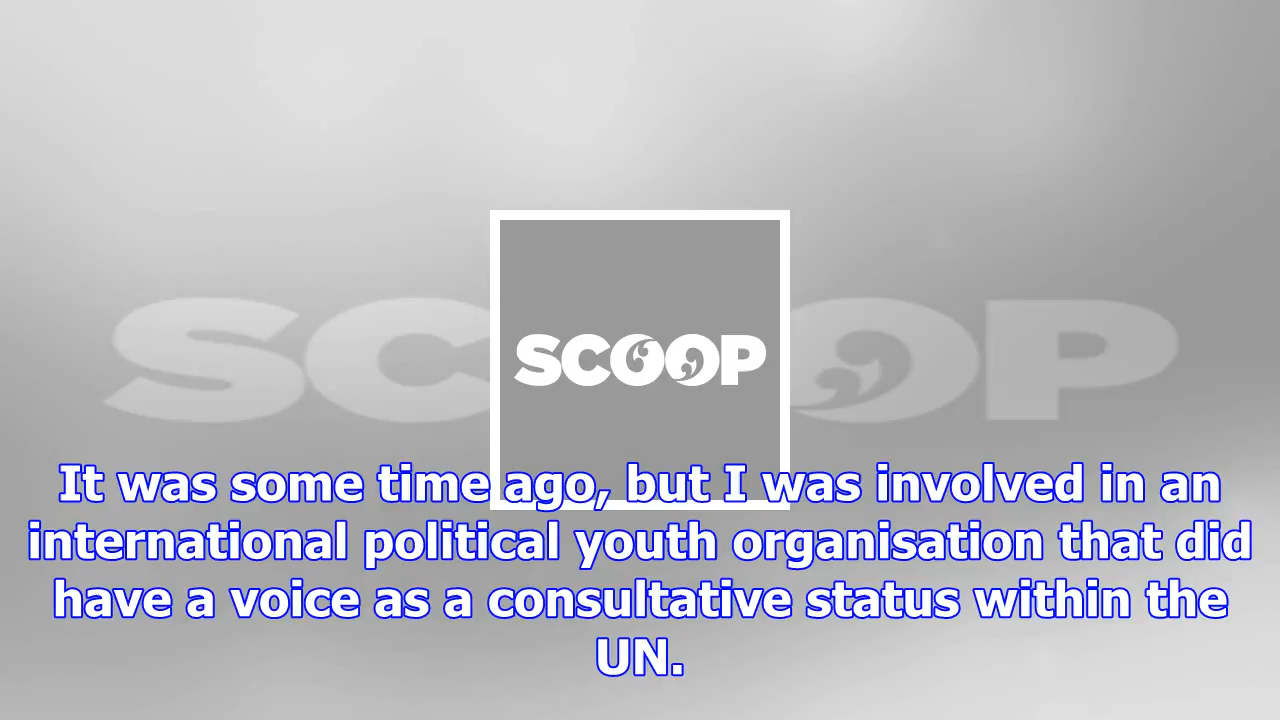 SCOOP
SCOOP
It was some time ago, but I was involved in an
international political youth organisation that did
have a voice as a consultative status within the
UN.